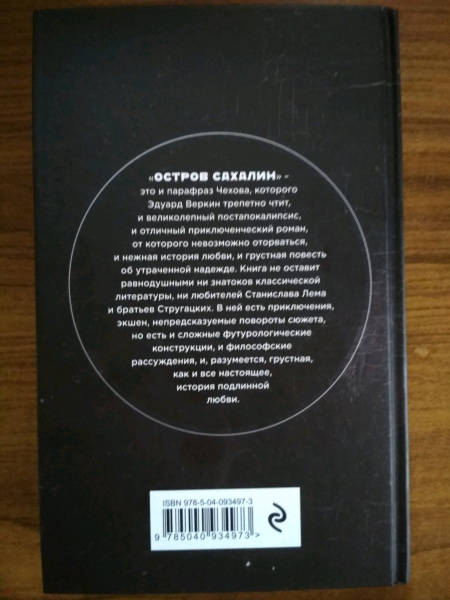 «ОСТРОВ САХАЛИН» –
это и парафраз Чехова, которого
Эдуард Веркин трепетно чтит,
и великолепный постапокалипсис,
и отличный приключенческий роман,
от которого невозможно оторваться,
и нежная история любви, и грустная повесть
об утраченной надежде. Книга не оставит
равнодушными ни знатоков классической
литературы, ни любителей Станислава Лема
и братьев Стругацких. В ней есть приключения,
экшен, непредсказуемые повороты сюжета,
но есть и сложные футурологические
конструкции, и философские
рассуждения, и, разумеется, грустная,
как и все настоящее,
история подлинной
любви.
ISBN 978-5-04-093497-3
9 785040 934973 >